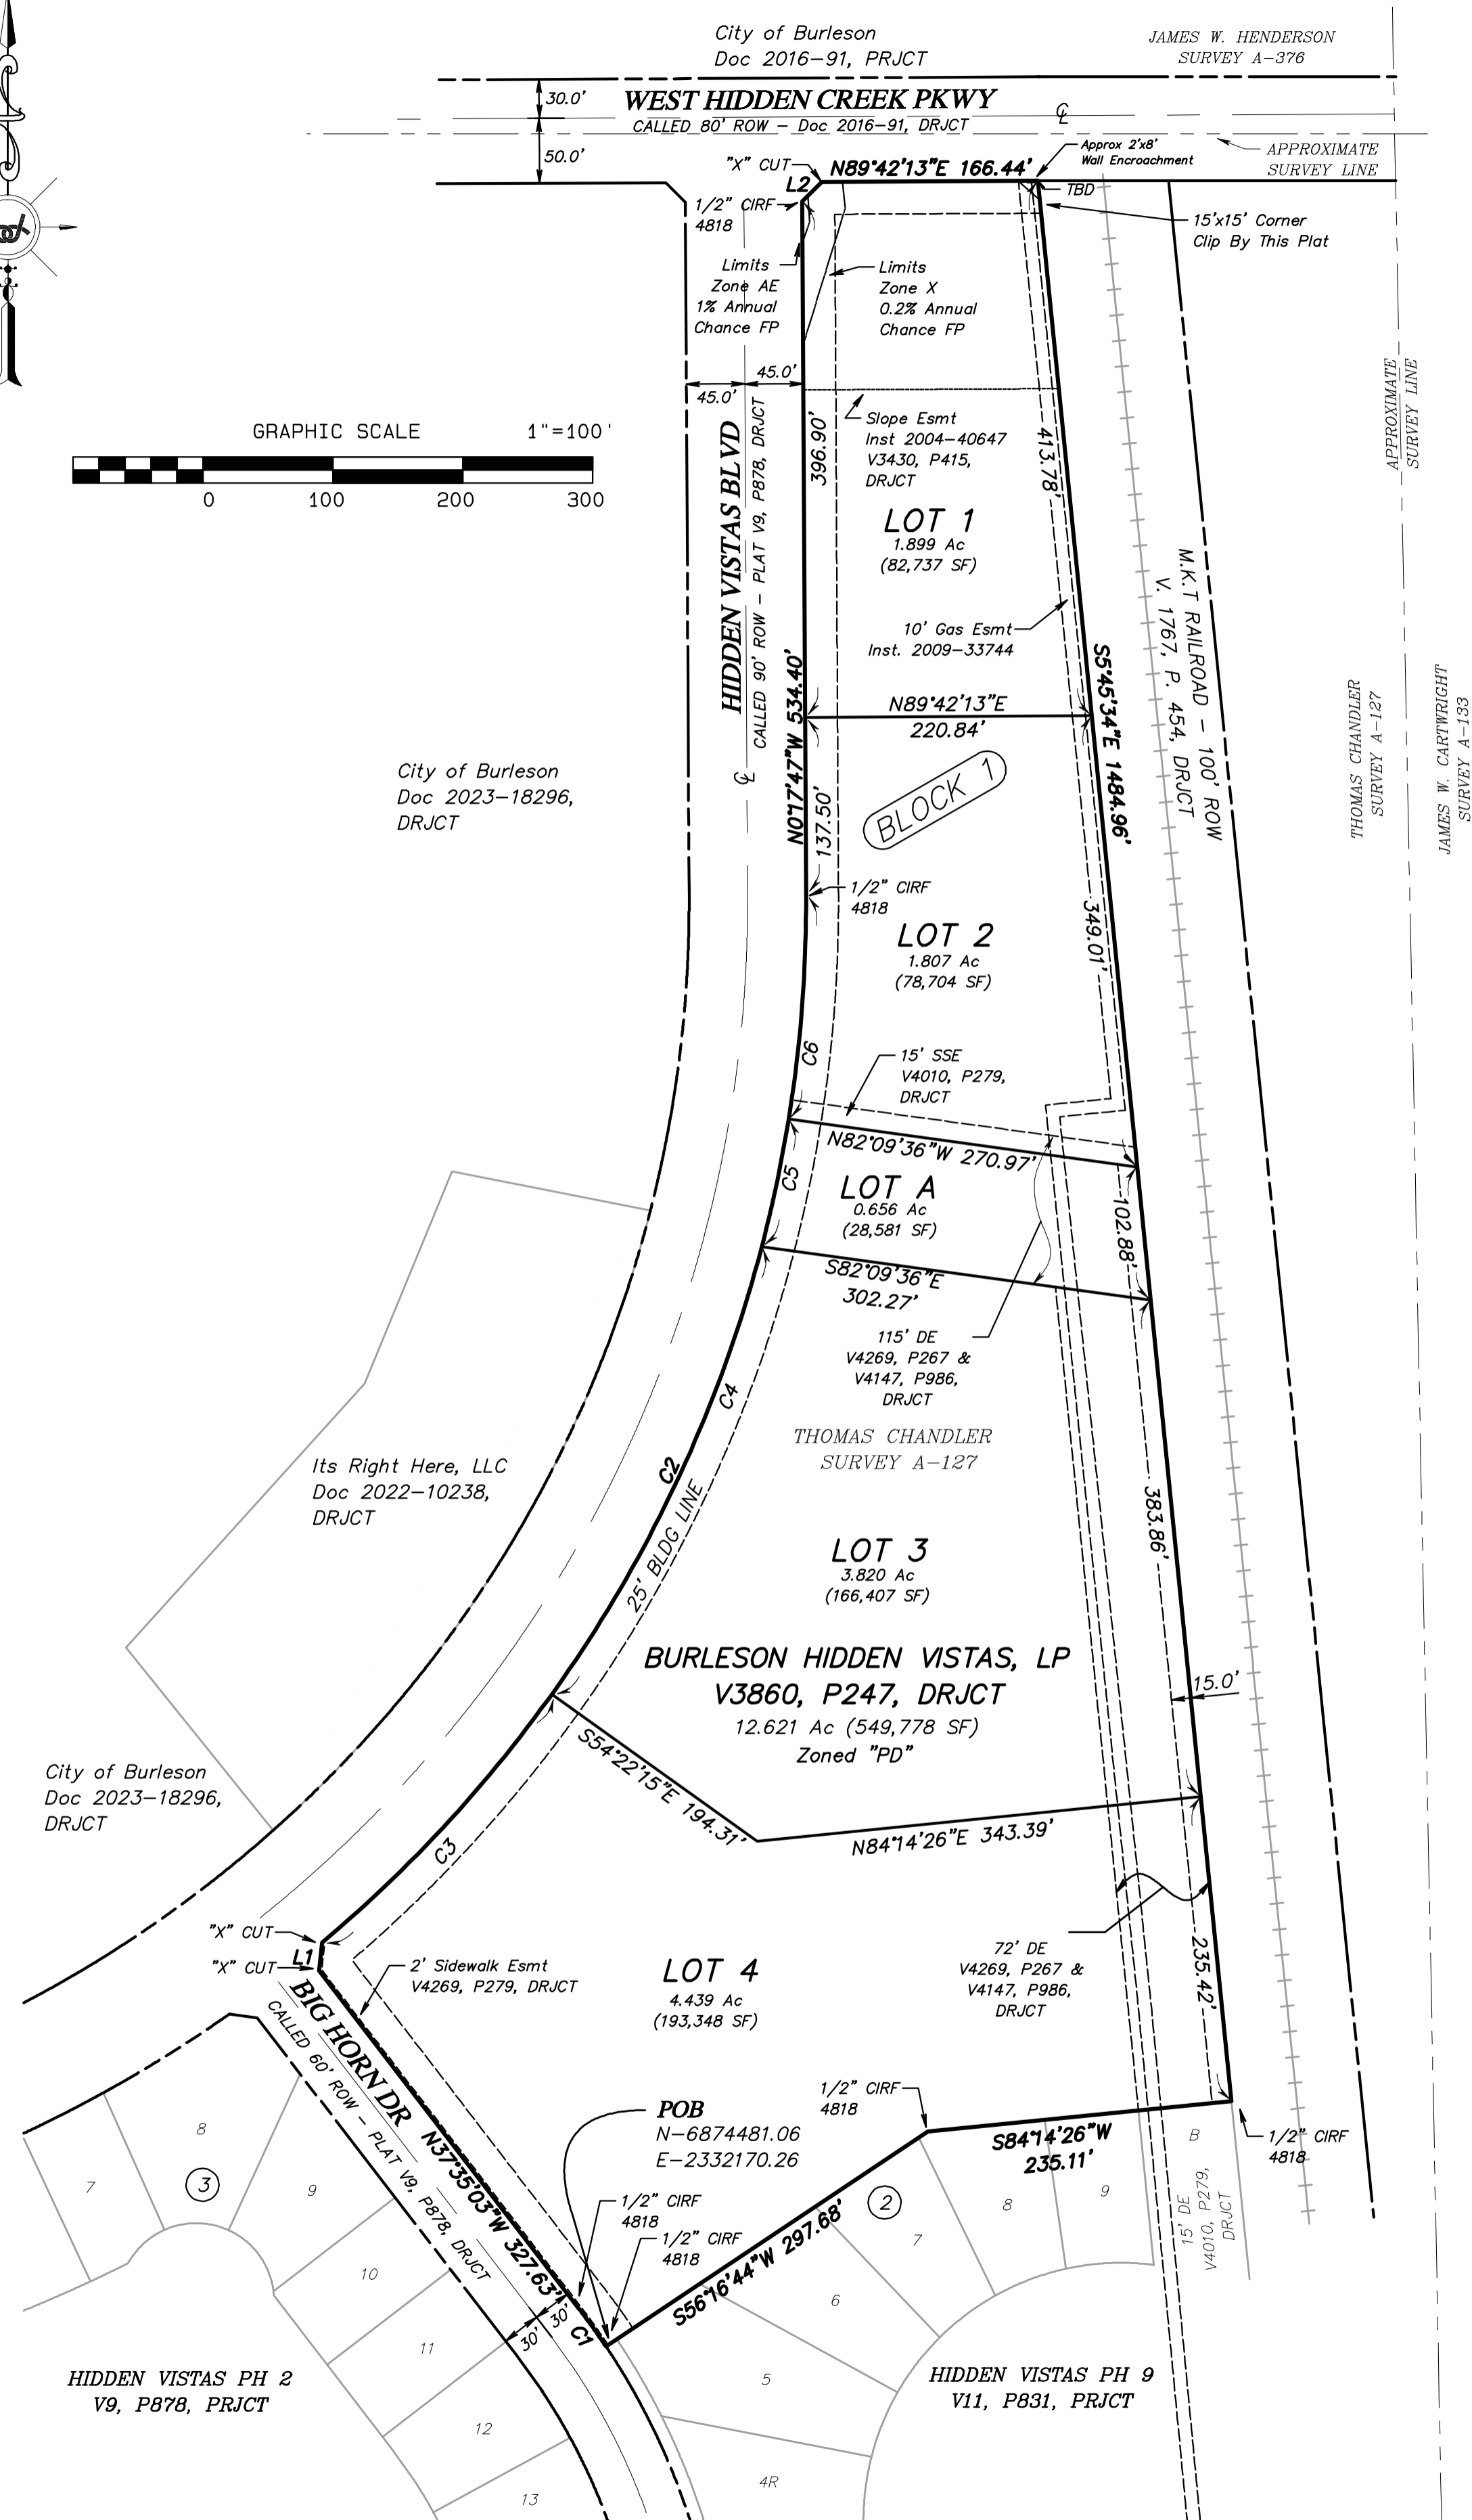 City of Burleson
Doc 2016-91, PRJCT
JAMES W. HENDERSON
SURVEY A-376
30.0'
WEST HIDDEN CREEK PKWY
CALLED 80' ROW - Doc 2016-91, DRJCT
50.0'
APPROXIMATE
SURVEY LINE
"X" CUT
N89°42'13"E 166.44'
Approx 2'x8'
Wall Encroachment
L2
TBD
1/2" CIRF
4818
15'x15' Corner
Clip By This Plat
Limits
Zone AE
1% Annual
Chance FP
Limits
Zone X
0.2% Annual
Chance FP
45.0'
45.0'
APPROXIMATE
SURVEY LINE
GRAPHIC SCALE 1"=100'
0 100 200 300
Slope Esmt
Inst 2004-40647
V3430, P415,
DRJCT
396.90'
413.78'
HIDDEN VISTAS BLVD
CALLED 90' ROW - PLAT V9, P878, DRJCT
LOT 1
1.899 Ac
(82,737 SF)
10' Gas Esmt
Inst. 2009-33744
M.K.T RAILROAD - 100' ROW
V. 1767, P. 454, DRJCT
N0°17'47"W 534.40'
S5°45'34"E 1484.96'
N89°42'13"E
220.84'
THOMAS CHANDLER
SURVEY A-127
JAMES W. CARTWRIGHT
SURVEY A-133
City of Burleson
Doc 2023-18296,
DRJCT
BLOCK 1
137.50'
1/2" CIRF
4818
349.01'
LOT 2
1.807 Ac
(78,704 SF)
C6
15' SSE
V4010, P279,
DRJCT
N82°09'36"W 270.97'
C5
LOT A
0.656 Ac
(28,581 SF)
102.88'
S82°09'36"E
302.27'
115' DE
V4269, P267 &
V4147, P986,
DRJCT
C4
THOMAS CHANDLER
SURVEY A-127
Its Right Here, LLC
Doc 2022-10238,
DRJCT
C2
25' BLDG LINE
383.86'
LOT 3
3.820 Ac
(166,407 SF)
BURLESON HIDDEN VISTAS, LP
V3860, P247, DRJCT
12.621 Ac (549,778 SF)
Zoned "PD"
15.0'
City of Burleson
Doc 2023-18296,
DRJCT
S54°22'15"E 194.31'
N84°14'26"E 343.39'
C3
"X" CUT
L1
"X" CUT
2' Sidewalk Esmt
V4269, P279, DRJCT
LOT 4
4.439 Ac
(193,348 SF)
72' DE
V4269, P267 &
V4147, P986,
DRJCT
235.42'
BIG HORN DR
CALLED 60' ROW - PLAT V9, P878, DRJCT
N37°35'03"W 327.63'
POB
N-6874481.06
E-2332170.26
1/2" CIRF
4818
S84°14'26"W
235.11'
1/2" CIRF
4818
B
15' DE
V4010, P279,
DRJCT
1/2" CIRF
4818
1/2" CIRF
4818
S56°16'44"W 297.68'
30'
30'
C1
7
8
3
9
10
11
12
13
2
9
8
7
6
5
4R
HIDDEN VISTAS PH 2
V9, P878, PRJCT
HIDDEN VISTAS PH 9
V11, P831, PRJCT